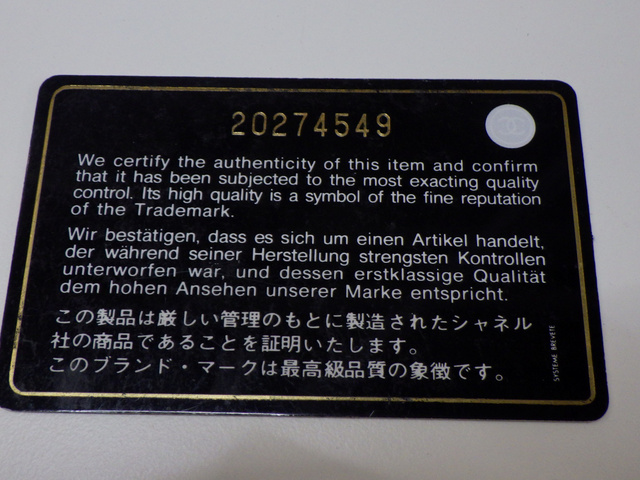 20274549
We certify the authenticity of this item and confirm
that it has been subjected to the most exacting quality
control. Its high quality is a symbol of the fine reputation
of the Trademark.
Wir bestätigen, dass es sich um einen Artikel handelt,
der während seiner Herstellung strengsten Kontrollen
unterworfen war, und dessen erstklassige Qualität
dem hohen Ansehen unserer Marke entspricht.
この製品は厳しい管理のもとに製造されたシャネル
社の商品であることを証明いたします。
このブランド・マークは最高級品質の象徴です。
SYSTEME BREVETE